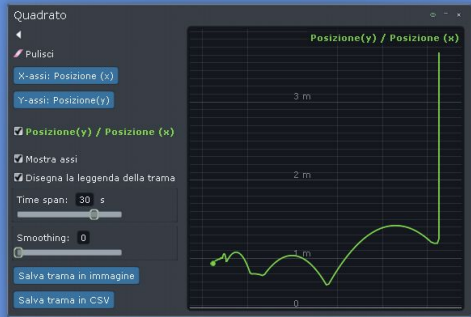 Quadrato
Pulisci
X-assi: Posizione (x)
Y-assi: Posizione(y)
Posizione(y) / Posizione (x)
Mostra assi
Disegna la leggenda della trama
Time span: 30 s
Smoothing: 0
Salva trama in immagine
Salva trama in CSV
Posizione(y) / Posizione (x)
3 m
2 m
1 m
0